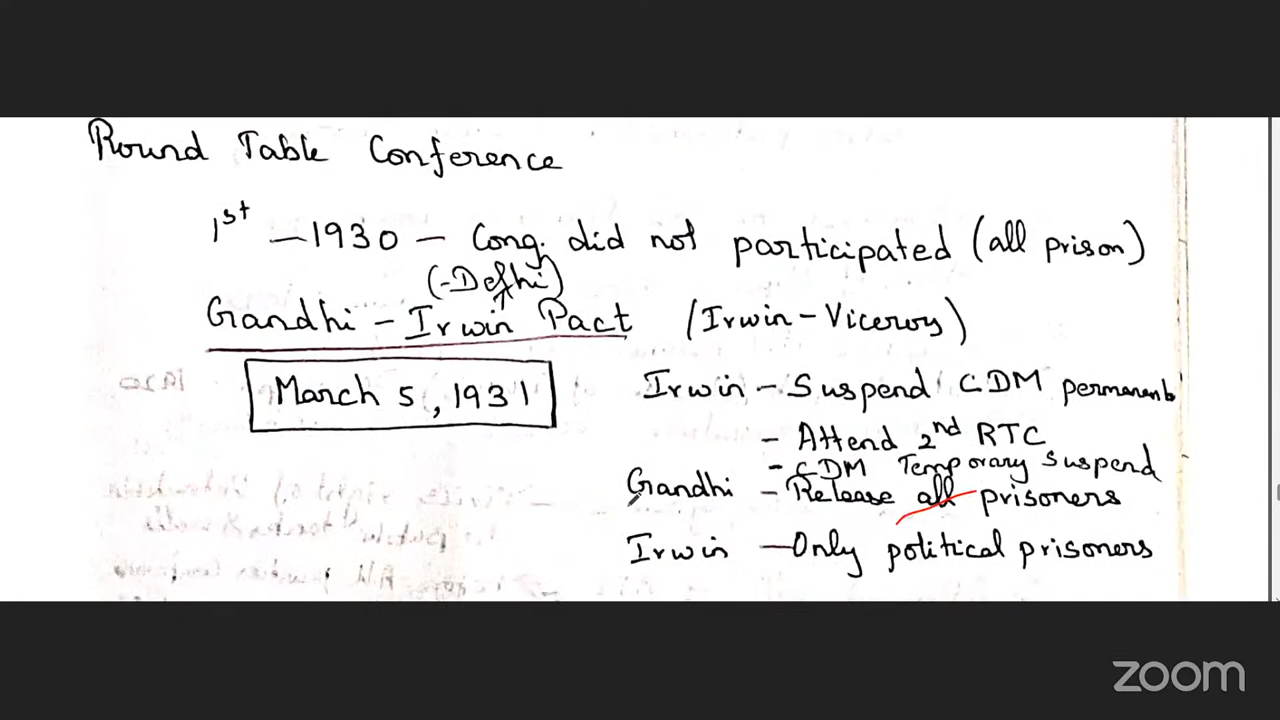 Round Table Conference
1st – 1930 – Cong. did not participated (all prison)
(-Delhi)
Gandhi – Irwin Pact (Irwin-Viceroy)
March 5, 1931
Irwin – Suspend CDM permanent
- Attend 2nd RTC
- CDM Temporary suspend
Gandhi – Release all prisoners
Irwin – Only political prisoners
zoom